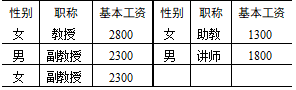 性别 职称 基本工资 性别 职称 基本工资
女 教授 2800 女 助教 1300
男 副教授 2300 男 讲师 1800
女 副教授 2300